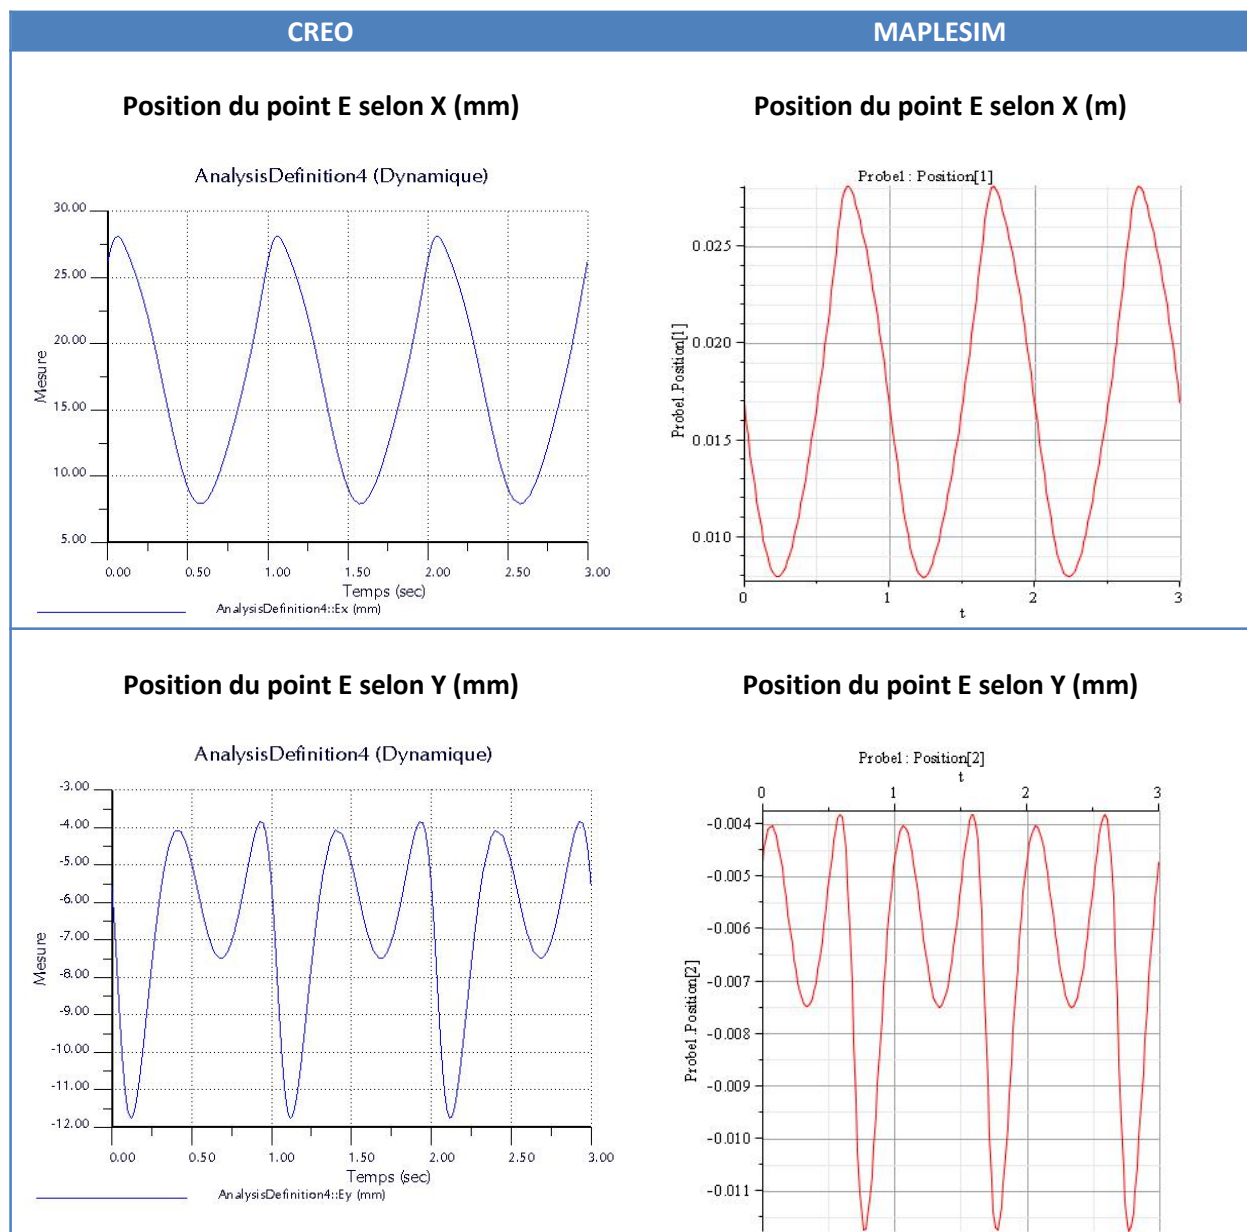 CREO
MAPLESIM
Position du point E selon X (mm)
Position du point E selon X (m)
AnalysisDefinition4 (Dynamique)
30.00
25.00
20.00
15.00
10.00
5.00
Mesure
0.00 0.50 1.00 1.50 2.00 2.50 3.00
Temps (sec)
AnalysisDefinition4::Ex (mm)
Probe1 : Position[1]
0.025
0.020
0.015
0.010
Probe1.Position[1]
0 1 2 3
t
Position du point E selon Y (mm)
Position du point E selon Y (mm)
AnalysisDefinition4 (Dynamique)
-3.00
-4.00
-5.00
-6.00
-7.00
-8.00
-9.00
-10.00
-11.00
-12.00
Mesure
0.00 0.50 1.00 1.50 2.00 2.50 3.00
Temps (sec)
AnalysisDefinition4::Ey (mm)
Probe1 : Position[2]
t
0 1 2 3
-0.004
-0.005
-0.006
-0.007
-0.008
-0.009
-0.010
-0.011
Probe1.Position[2]